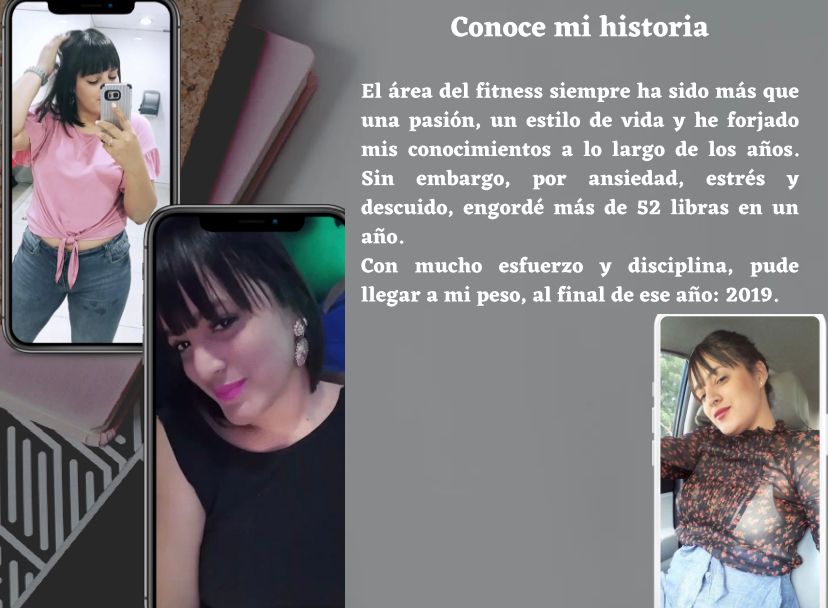 Conoce mi historia
El área del fitness siempre ha sido más que
una pasión, un estilo de vida y he forjado
mis conocimientos a lo largo de los años.
Sin embargo, por ansiedad, estrés y
descuido, engordé más de 52 libras en un
año.
Con mucho esfuerzo y disciplina, pude
llegar a mi peso, al final de ese año: 2019.